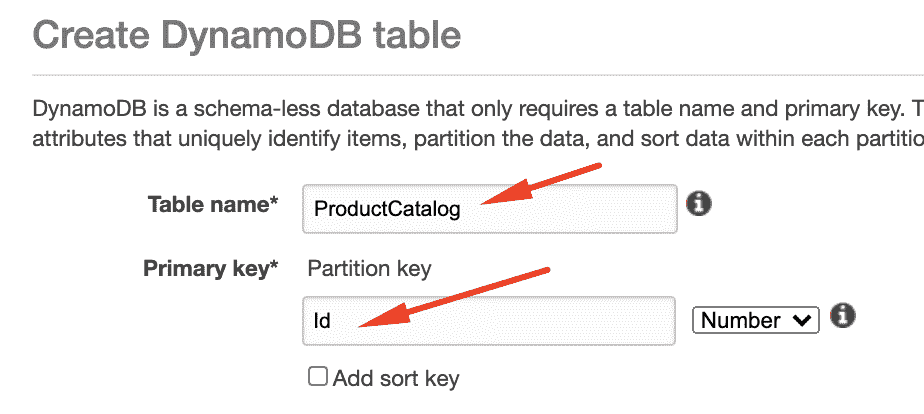 Create DynamoDB table
DynamoDB is a schema-less database that only requires a table name and primary key. T
attributes that uniquely identify items, partition the data, and sort data within each partitio
Table name* ProductCatalog
Primary key* Partition key
Id Number
Add sort key